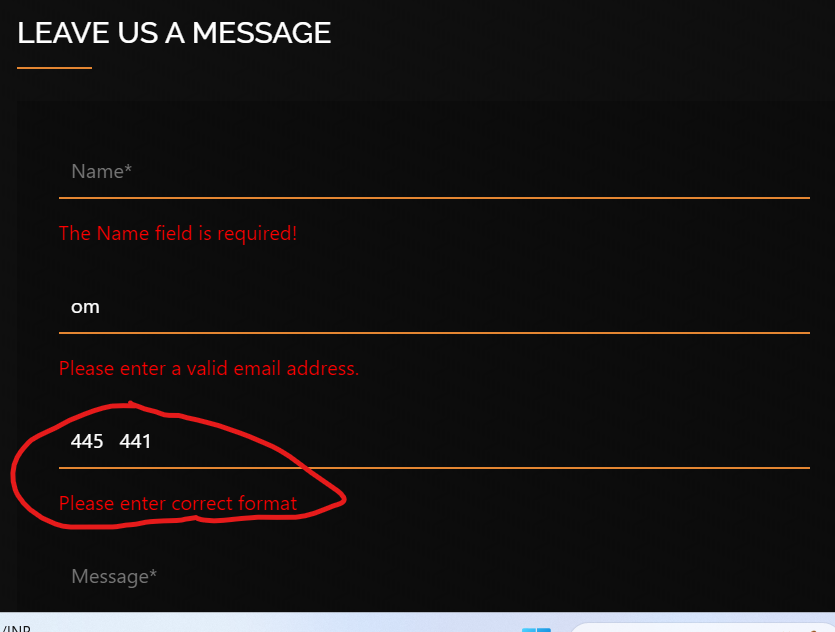 LEAVE US A MESSAGE
Name*
The Name field is required!
om
Please enter a valid email address.
445 441
Please enter correct format
Message*
/INR